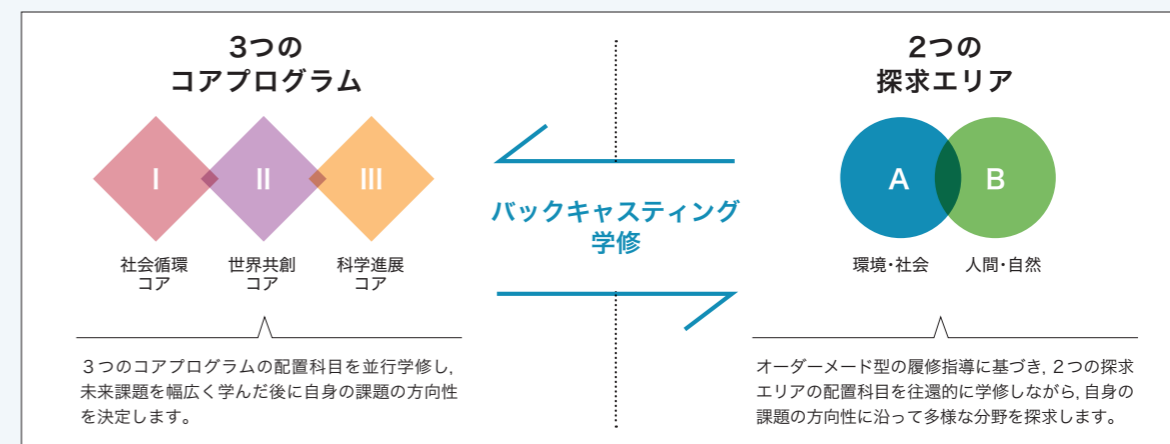 3つの
コアプログラム
I
II
III
社会循環
コア
世界共創
コア
科学進展
コア
3つのコアプログラムの配置科目を並行学修し,
未来課題を幅広く学んだ後に自身の課題の方向性
を決定します。
バックキャスティング
学修
2つの
探求エリア
A
B
環境・社会
人間・自然
オーダーメード型の履修指導に基づき, 2つの探求
エリアの配置科目を往還的に学修しながら, 自身の
課題の方向性に沿って多様な分野を探求します。